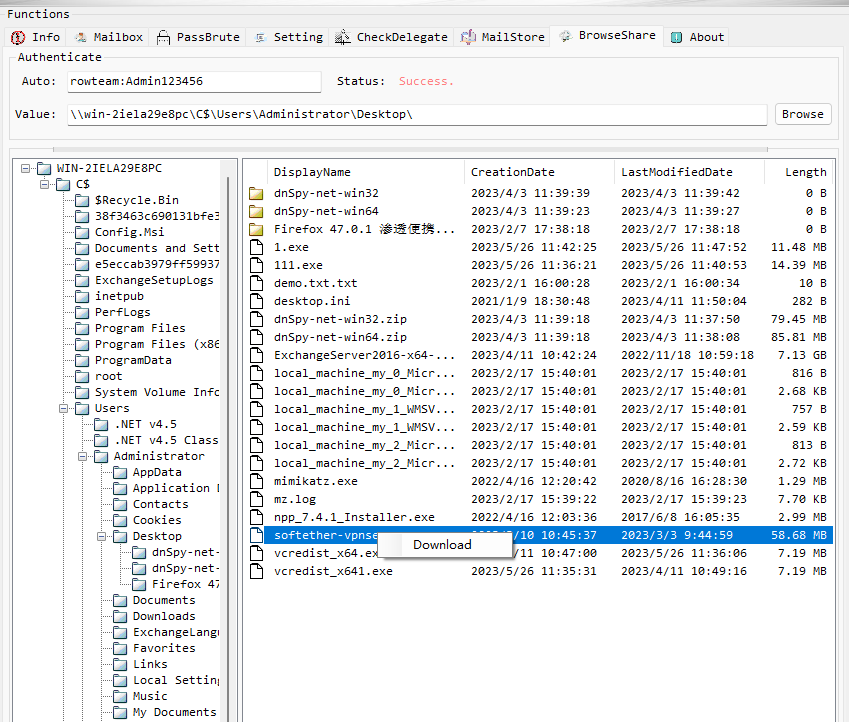 Functions
Info Mailbox PassBrute Setting CheckDelegate MailStore BrowseShare About
Authenticate
Auto: rowteam:Admin123456 Status: Success.
Value: \\win-2iela29e8pc\C$\Users\Administrator\Desktop\ Browse
WIN-2IELA29E8PC
C$
$Recycle.Bin
38f3463c690131bfe3
Config.Msi
Documents and Sett
e5eccab3979ff59937
ExchangeSetupLogs
inetpub
PerfLogs
Program Files
Program Files (x86
ProgramData
root
System Volume Info
Users
.NET v4.5
.NET v4.5 Class
Administrator
AppData
Application D
Contacts
Cookies
Desktop
dnSpy-net-
dnSpy-net-
Firefox 47
Documents
Downloads
ExchangeLangu
Favorites
Links
Local Setting
Music
My Documents
DisplayName CreationDate LastModifiedDate Length
dnSpy-net-win32 2023/4/3 11:39:39 2023/4/3 11:39:42 0 B
dnSpy-net-win64 2023/4/3 11:39:23 2023/4/3 11:39:27 0 B
Firefox 47.0.1 渗透便携... 2023/2/7 17:38:18 2023/2/7 17:38:18 0 B
1.exe 2023/5/26 11:42:25 2023/5/26 11:47:52 11.48 MB
111.exe 2023/5/26 11:36:21 2023/5/26 11:40:53 14.39 MB
demo.txt.txt 2023/2/1 16:00:28 2023/2/1 16:00:34 10 B
desktop.ini 2021/1/9 18:30:48 2023/4/11 11:50:04 282 B
dnSpy-net-win32.zip 2023/4/3 11:39:18 2023/4/3 11:37:50 79.45 MB
dnSpy-net-win64.zip 2023/4/3 11:39:18 2023/4/3 11:38:08 85.81 MB
ExchangeServer2016-x64-... 2023/4/11 10:42:24 2022/11/18 10:59:18 7.13 GB
local_machine_my_0_Micr... 2023/2/17 15:40:01 2023/2/17 15:40:01 816 B
local_machine_my_0_Micr... 2023/2/17 15:40:01 2023/2/17 15:40:01 2.68 KB
local_machine_my_1_WMSV... 2023/2/17 15:40:01 2023/2/17 15:40:01 757 B
local_machine_my_1_WMSV... 2023/2/17 15:40:01 2023/2/17 15:40:01 2.59 KB
local_machine_my_2_Micr... 2023/2/17 15:40:01 2023/2/17 15:40:01 813 B
local_machine_my_2_Micr... 2023/2/17 15:40:01 2023/2/17 15:40:01 2.72 KB
mimikatz.exe 2022/4/16 12:20:42 2020/8/16 16:28:30 1.29 MB
mz.log 2023/2/17 15:39:22 2023/2/17 15:39:23 7.70 KB
npp_7.4.1_Installer.exe 2022/4/16 12:03:36 2017/6/8 16:05:35 3.99 MB
softether-vpnse /10 10:45:37 2023/3/3 9:44:59 58.68 MB
Download
vcredist_x64.ex /11 10:47:00 2023/5/26 11:36:06 7.19 MB
vcredist_x641.exe 2023/5/26 11:35:31 2023/4/11 10:49:16 7.19 MB